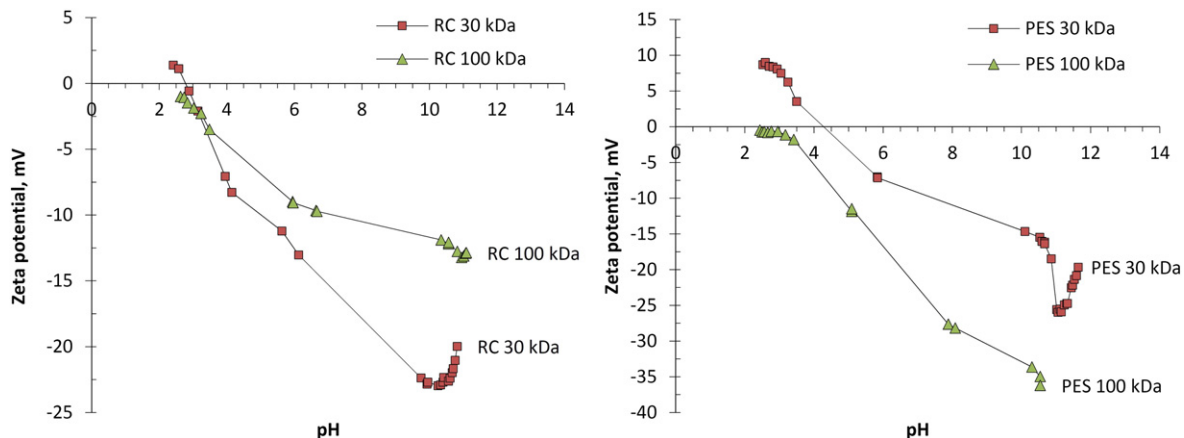 5
0
-5
-10
-15
-20
-25
0 2 4 6 8 10 12 14
Zeta potential, mV
pH
RC 30 kDa
RC 100 kDa
RC 100 kDa
RC 30 kDa
15
10
5
0
-5
-10
-15
-20
-25
-30
-35
-40
0 2 4 6 8 10 12 14
Zeta potential, mV
pH
PES 30 kDa
PES 100 kDa
PES 30 kDa
PES 100 kDa